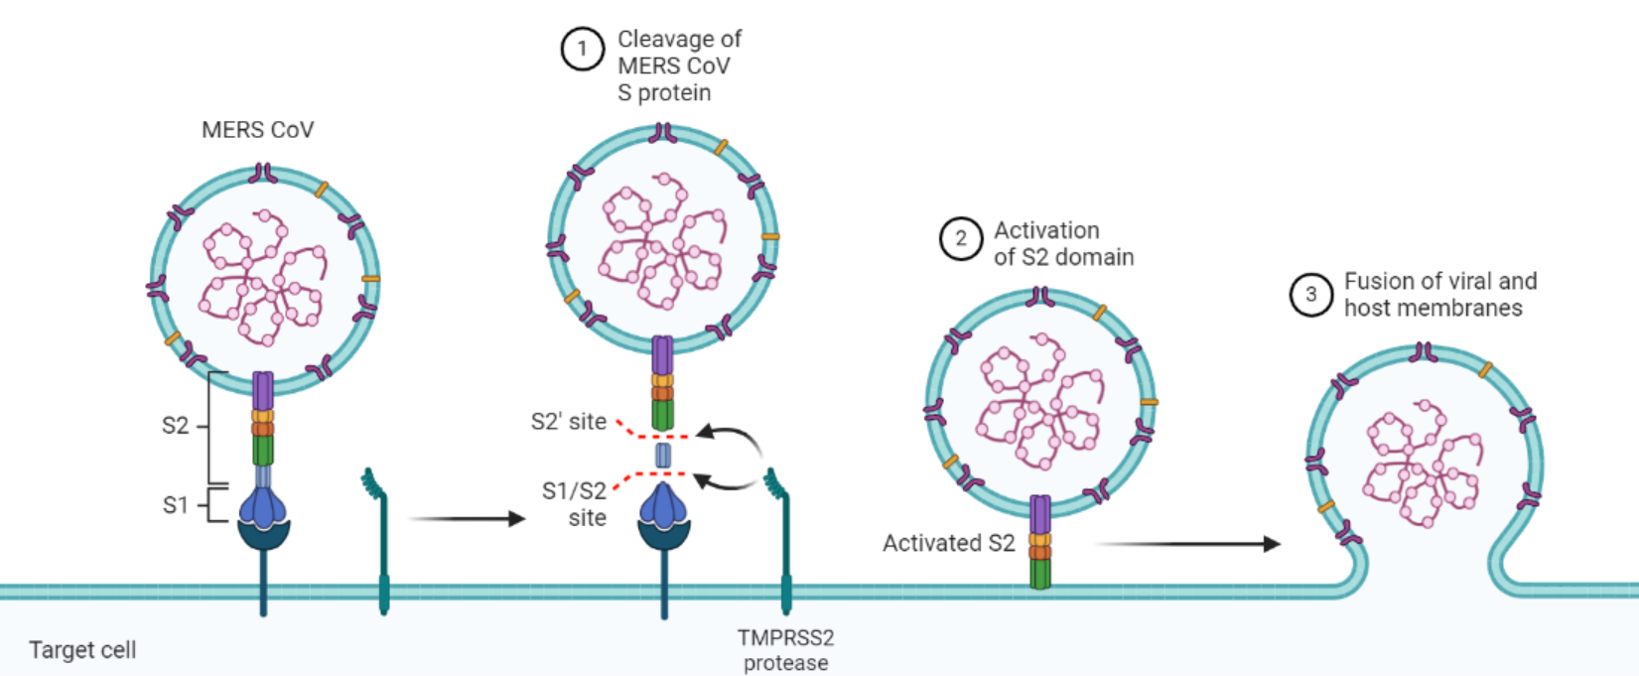 MERS CoV
S2
S1
1
Cleavage of
MERS CoV
S protein
S2' site
S1/S2
site
TMPRSS2
protease
2
Activation
of S2 domain
Activated S2
3
Fusion of viral and
host membranes
Target cell